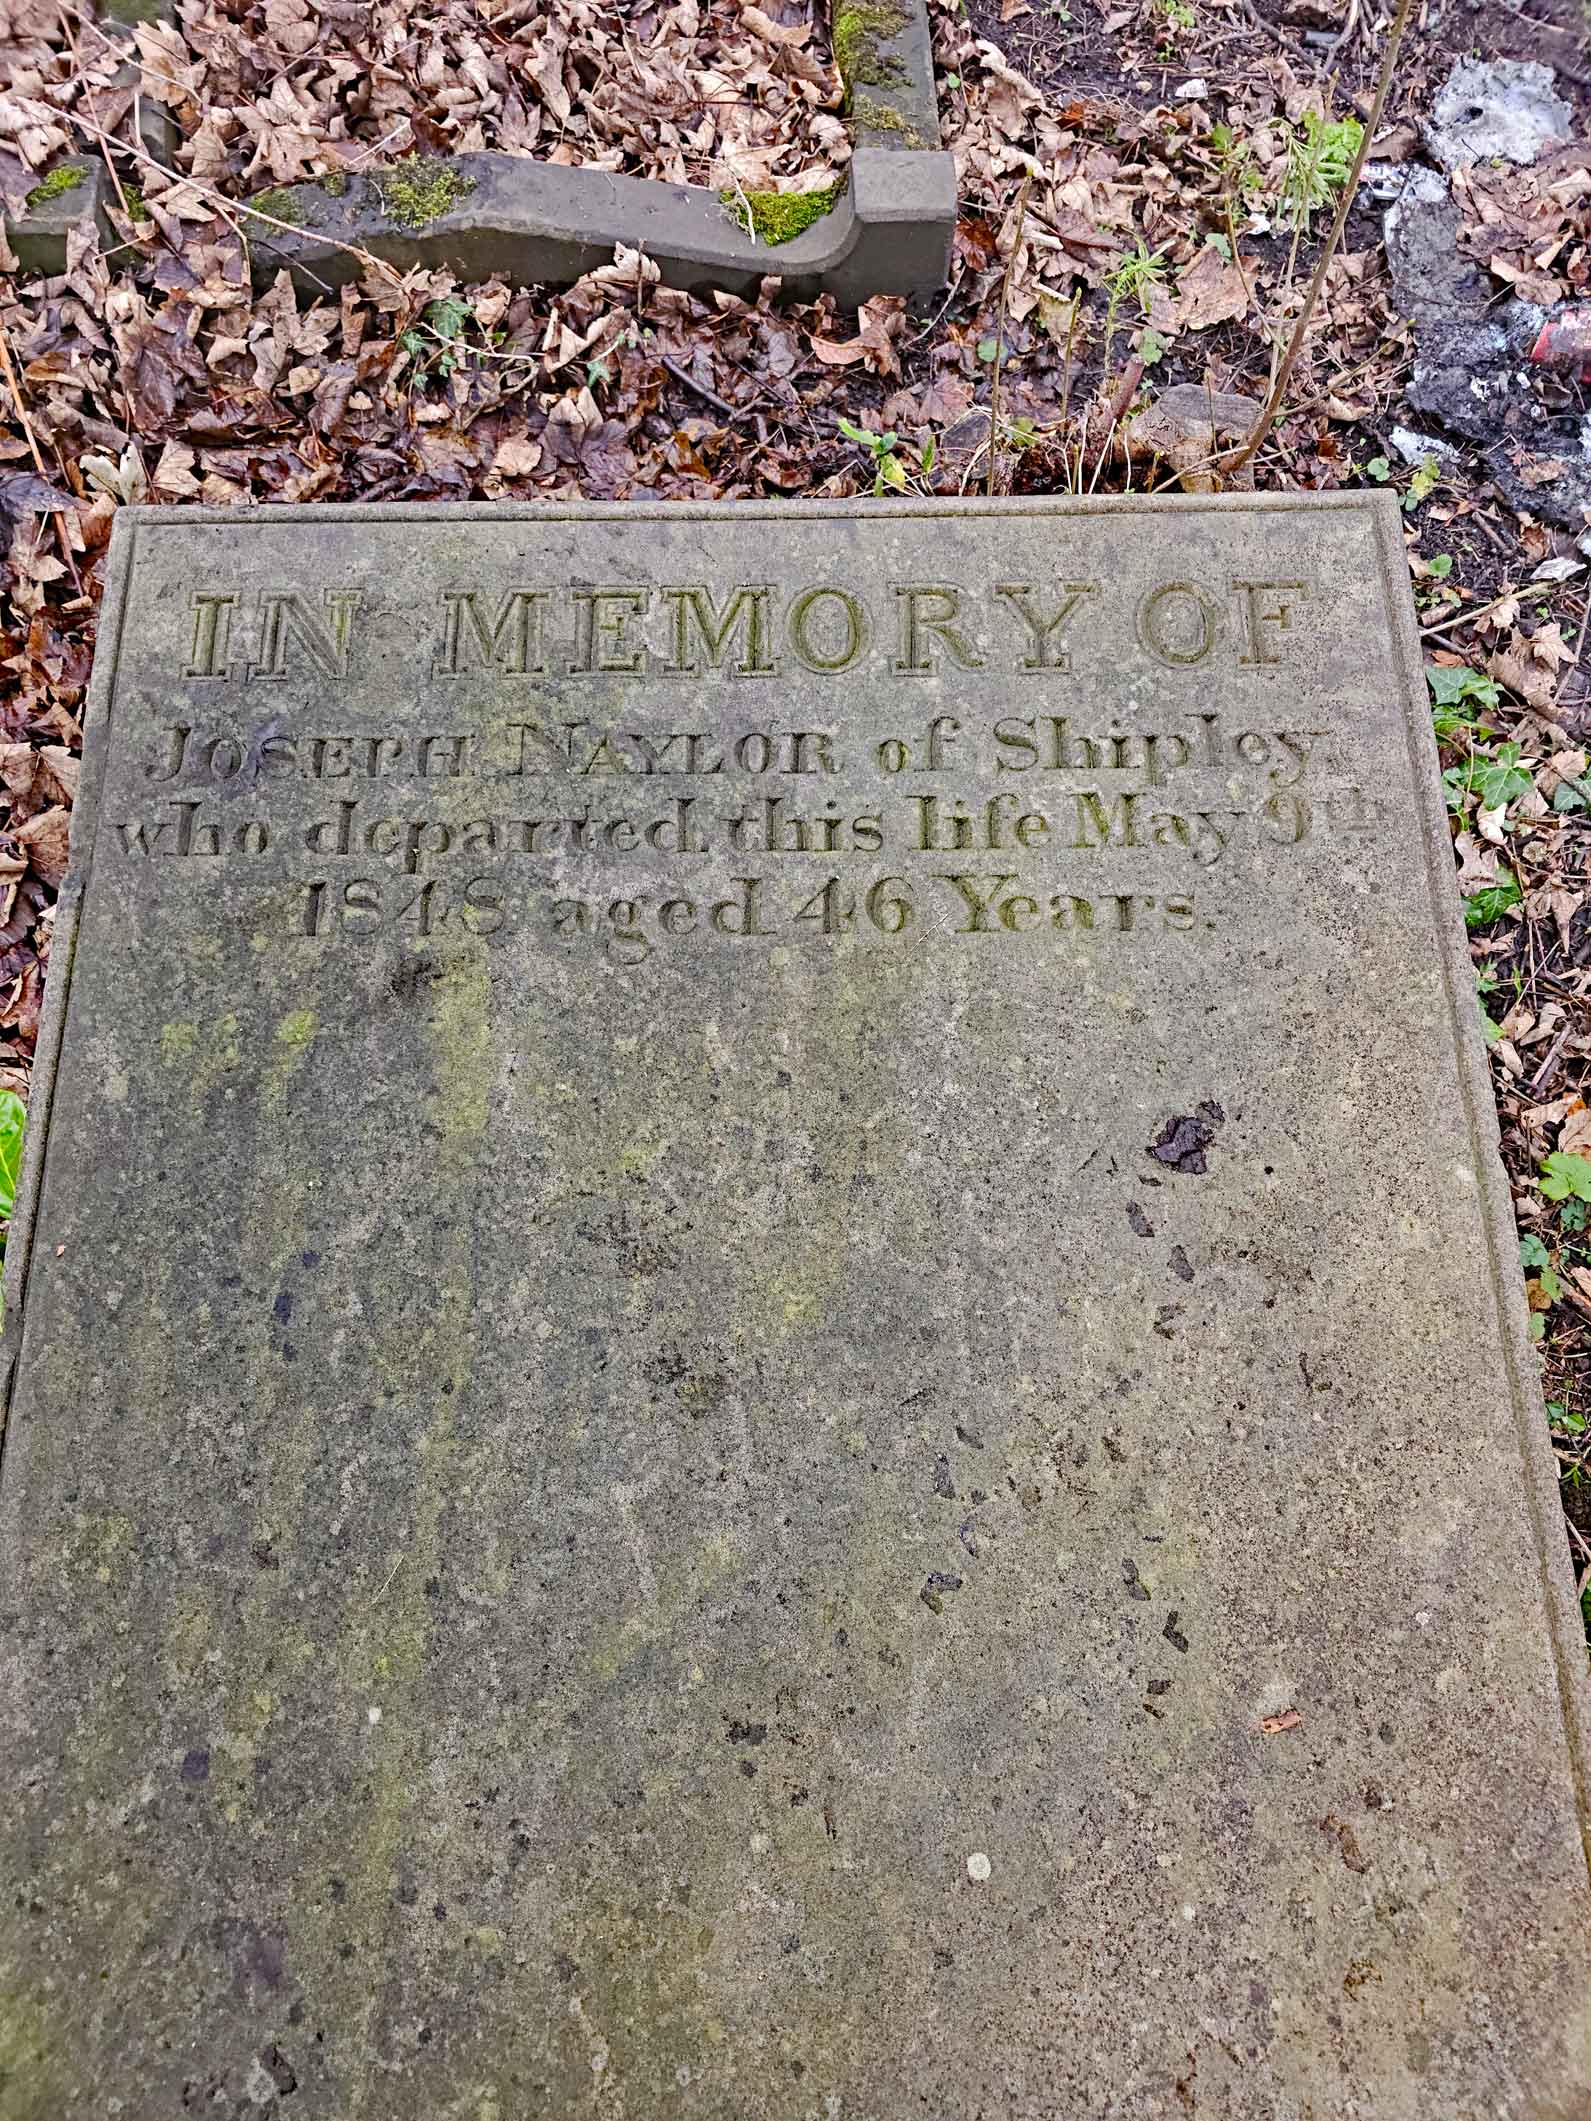 IN MEMORY OF
JOSEPH NAYLOR of Shipley
who departed this life May 9th
1848 aged 46 Years.